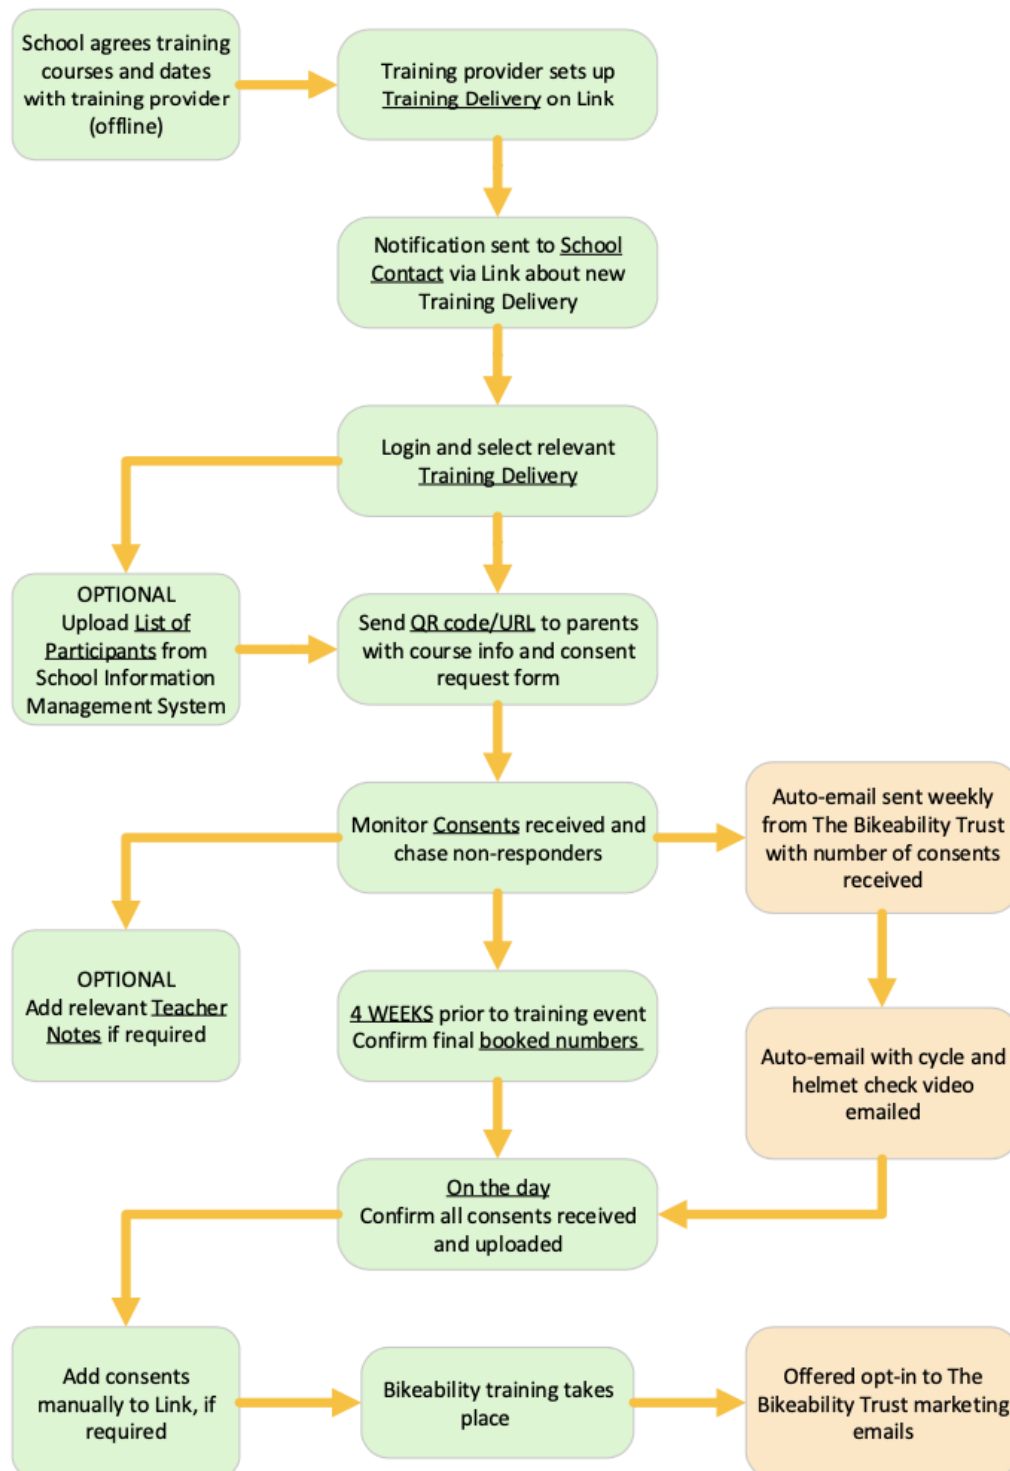 School agrees training
courses and dates
with training provider
(offline)
Training provider sets up
Training Delivery on Link
Notification sent to School
Contact via Link about new
Training Delivery
Login and select relevant
Training Delivery
OPTIONAL
Upload List of
Participants from
School Information
Management System
Send QR code/URL to parents
with course info and consent
request form
Monitor Consents received and
chase non-responders
Auto-email sent weekly
from The Bikeability Trust
with number of consents
received
OPTIONAL
Add relevant Teacher
Notes if required
4 WEEKS prior to training event
Confirm final booked numbers
Auto-email with cycle and
helmet check video
emailed
On the day
Confirm all consents received
and uploaded
Add consents
manually to Link, if
required
Bikeability training takes
place
Offered opt-in to The
Bikeability Trust marketing
emails